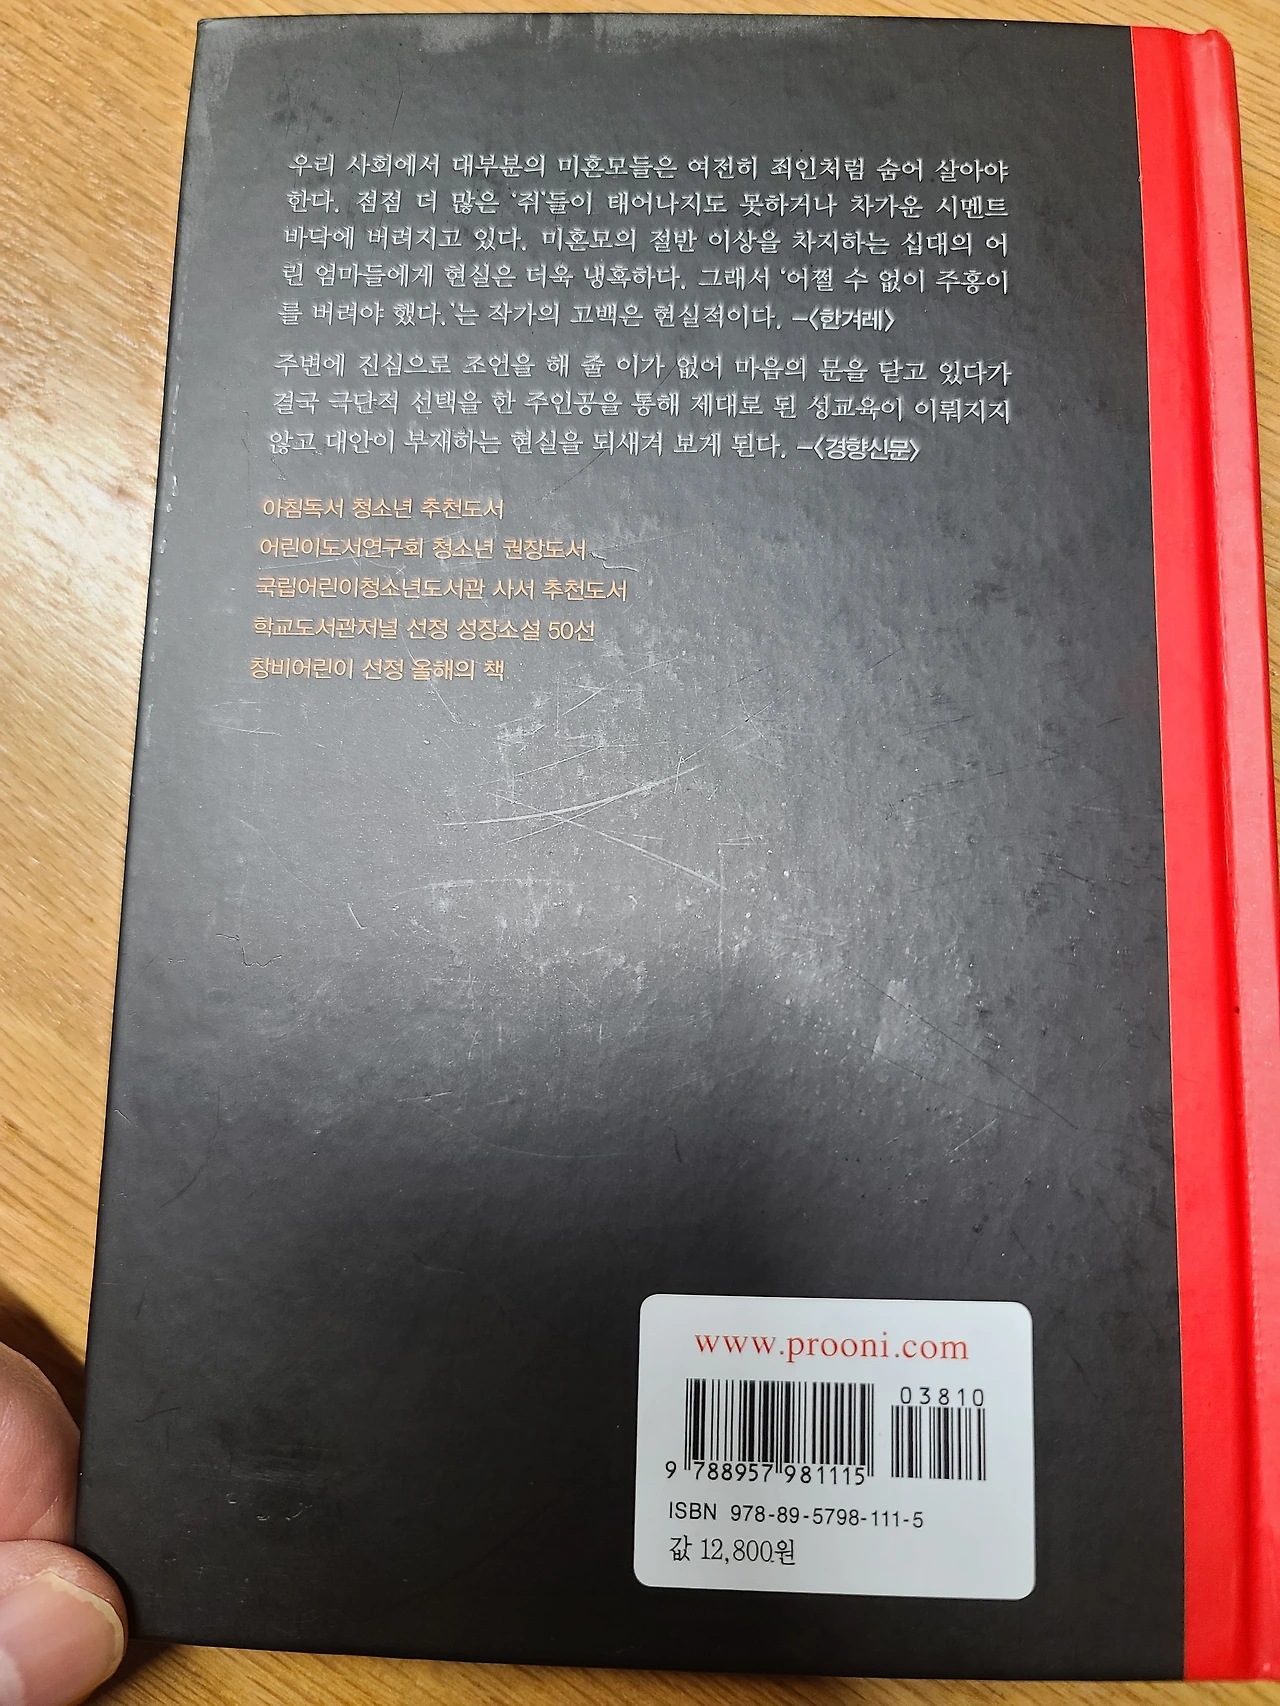 우리 사회에서 대부분의 미혼모들은 여전히 죄인처럼 숨어 살아야
한다. 점점 더 많은 '쥐'들이 태어나지도 못하거나 차가운 시멘트
바닥에 버려지고 있다. 미혼모의 절반 이상을 차지하는 십대의 어
린 엄마들에게 현실은 더욱 냉혹하다. 그래서 '어쩔 수 없이 주홍이
를 버려야 했다.'는 작가의 고백은 현실적이다. –〈한겨레〉
주변에 진심으로 조언을 해 줄 이가 없어 마음의 문을 닫고 있다가
결국 극단적 선택을 한 주인공을 통해 제대로 된 성교육이 이뤄지지
않고 대안이 부재하는 현실을 되새겨 보게 된다. –〈경향신문〉
아침독서 청소년 추천도서
어린이도서연구회 청소년 권장도서
국립어린이청소년도서관 사서 추천도서
학교도서관저널 선정 성장소설 50선
창비어린이 선정 올해의 책
www.prooni.com
03810
9 788957 981115
ISBN 978-89-5798-111-5
값 12,800원